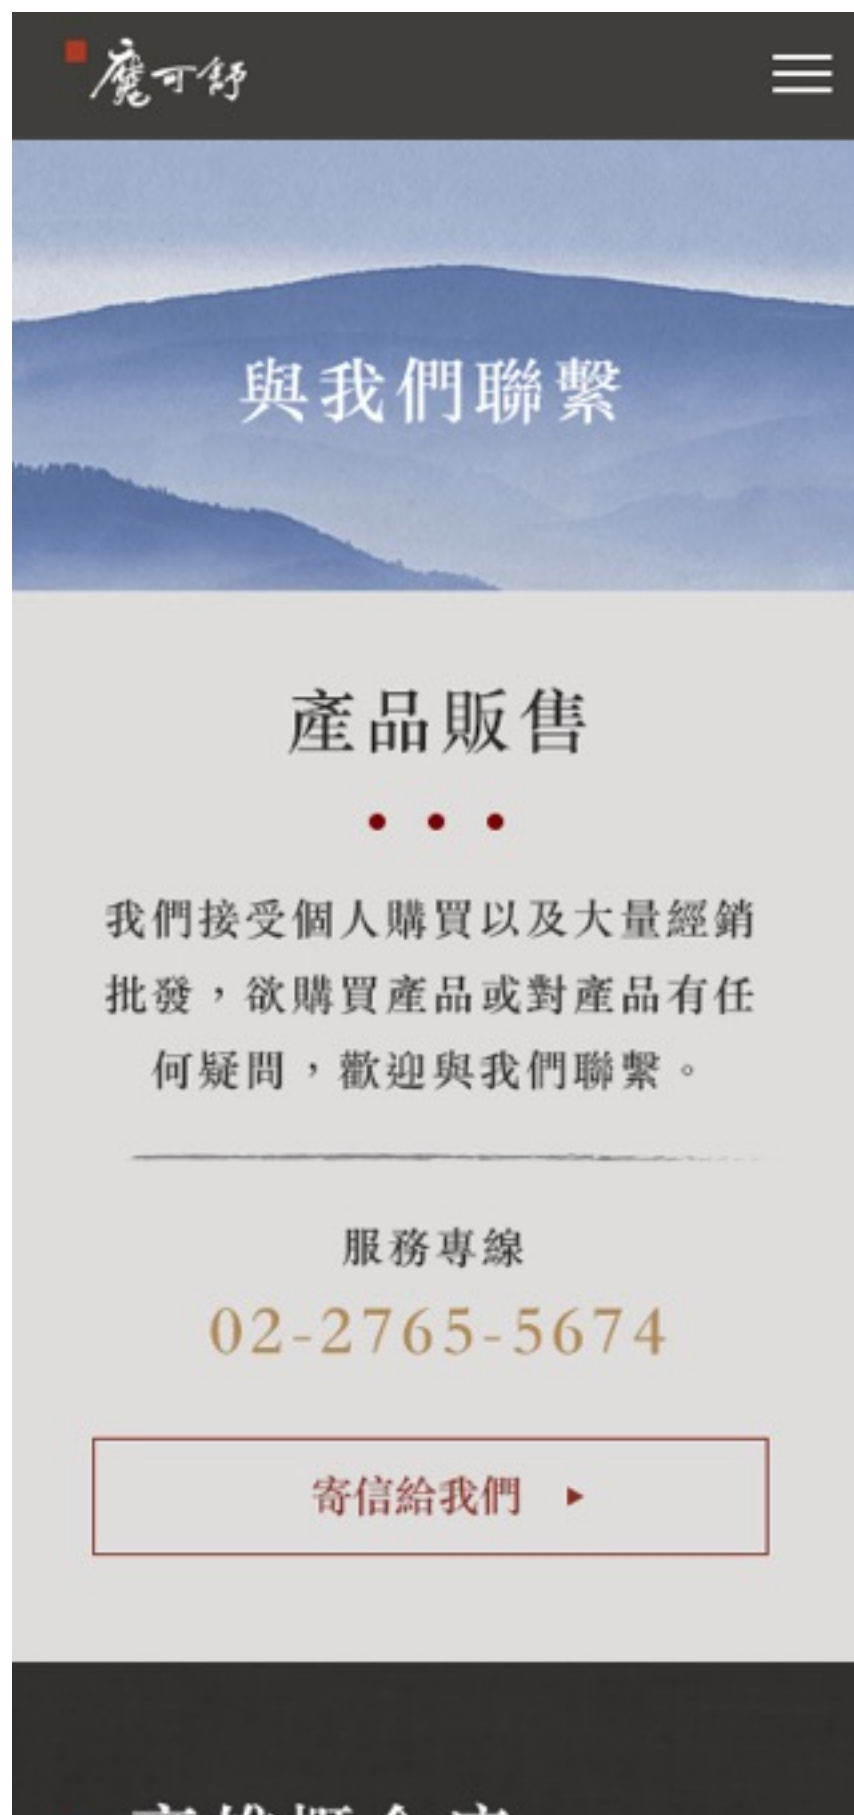 魔可舒
與我們聯繫
產品販售
我們接受個人購買以及大量經銷
批發，欲購買產品或對產品有任
何疑問，歡迎與我們聯繫。
服務專線
02-2765-5674
寄信給我們